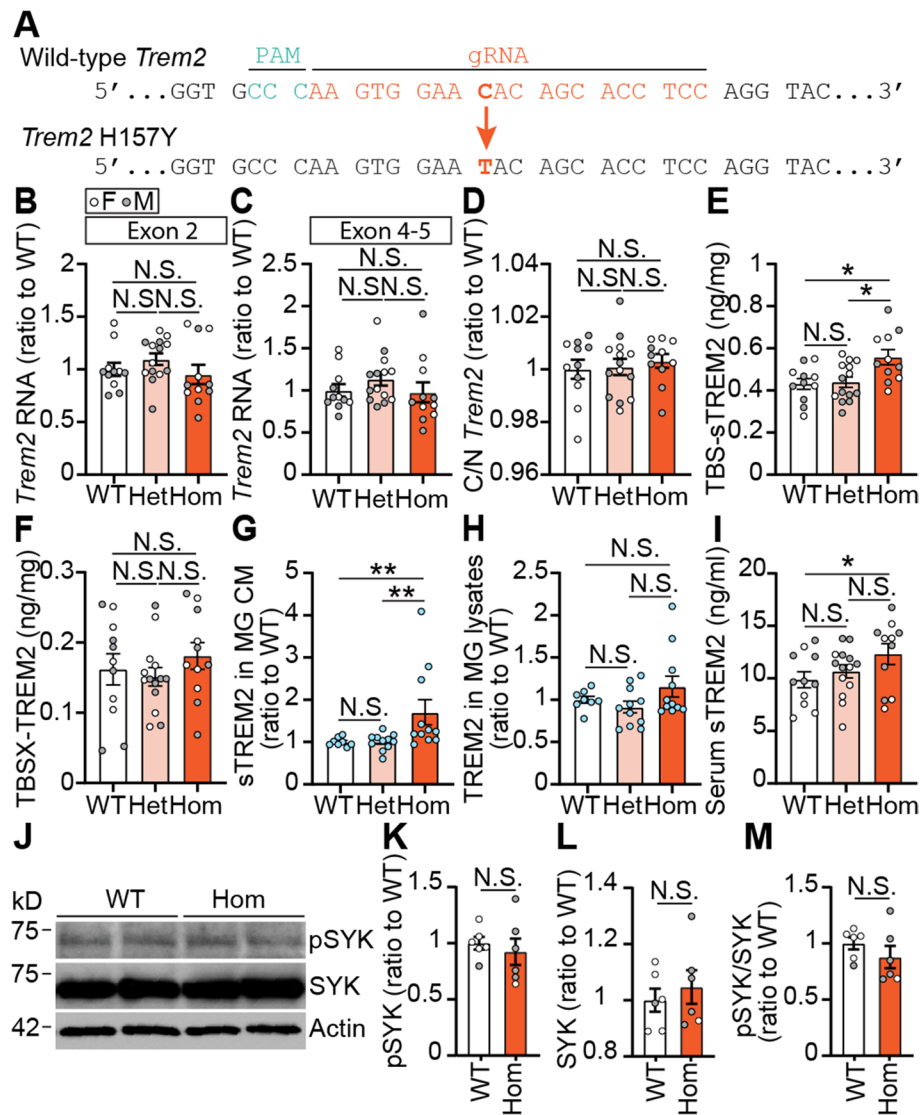 A
Wild-type Trem2
PAM gRNA
5′...GGT GCC CAA GTG GAA CAC AGC ACC TCC AGG TAC...3′
Trem2 H157Y
5′...GGT GCC CAA GTG GAA TAC AGC ACC TCC AGG TAC...3′
B
F M
Exon 2
Trem2 RNA (ratio to WT)
2
1.5
1
0.5
0
N.S.
N.S. N.S.
WT Het Hom
C
Exon 4-5
Trem2 RNA (ratio to WT)
2.5
2
1.5
1
0.5
0
N.S.
N.S. N.S.
WT Het Hom
D
C/N Trem2 (ratio to WT)
1.04
1.02
1
0.98
0.96
N.S.
N.S. N.S.
WT Het Hom
E
TBS-sTREM2 (ng/mg)
1
0.8
0.6
0.4
0.2
0
*
*
N.S.
WT Het Hom
F
TBSX-TREM2 (ng/mg)
0.3
0.2
0.1
0
N.S.
N.S. N.S.
WT Het Hom
G
sTREM2 in MG CM
(ratio to WT)
5
4
3
2
1
0
**
**
N.S.
WT Het Hom
H
TREM2 in MG lysates
(ratio to WT)
2.5
2
1.5
1
0.5
0
N.S.
N.S.
N.S.
WT Het Hom
I
Serum sTREM2 (ng/ml)
20
15
10
5
0
*
N.S.
N.S.
WT Het Hom
J
kD
WT Hom
75 pSYK
75 SYK
42 Actin
K
pSYK (ratio to WT)
1.5
1
0.5
0
N.S.
WT Hom
L
SYK (ratio to WT)
1.4
1.2
1
0.8
N.S.
WT Hom
M
pSYK/SYK
(ratio to WT)
1.5
1
0.5
0
N.S.
WT Hom